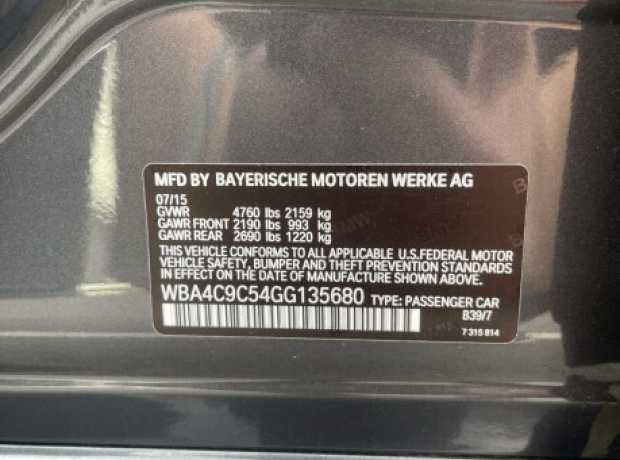 MFD BY BAYERISCHE MOTOREN WERKE AG
07/15
GVWR 4760 lbs 2159 kg
GAWR FRONT 2190 lbs 993 kg
GAWR REAR 2690 lbs 1220 kg
THIS VEHICLE CONFORMS TO ALL APPLICABLE U.S.FEDERAL MOTOR
VEHICLE SAFETY, BUMPER AND THEFT PREVENTION STANDARDS
IN EFFECT ON THE DATE OF MANUFACTURE SHOWN ABOVE.
WBA4C9C54GG135680 TYPE: PASSENGER CAR
B39/7
7 315 814